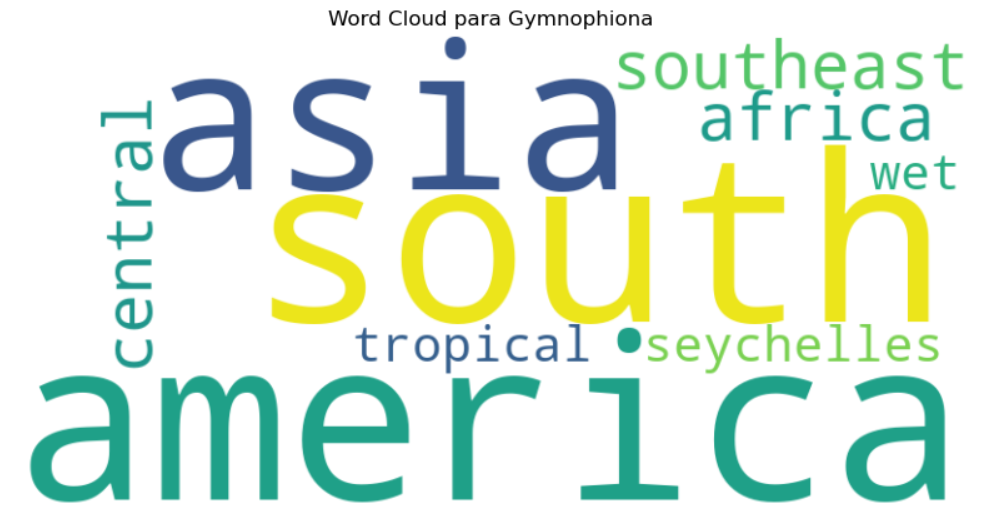 Word Cloud para Gymnophiona
southeast
asia
africa
central
wet
south
tropical
seychelles
america